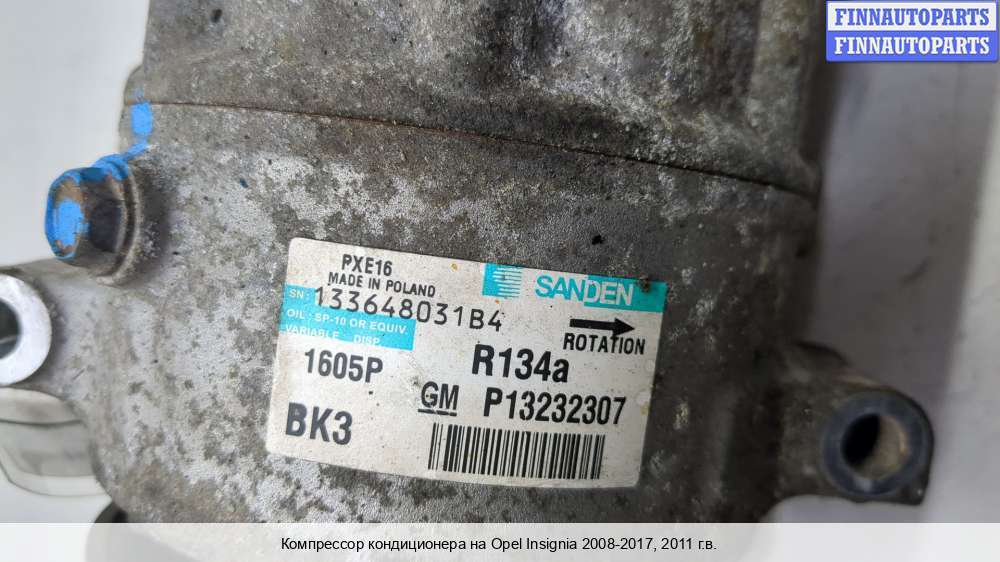 FINNAUTOPARTS
FINNAUTOPARTS
PXE16
MADE IN POLAND
SANDEN
SN: 133648031B4
OIL: SP-10 OR EQUIV.
VARIABLE DISP
ROTATION
1605P
R134a
GM P13232307
BK3
Компрессор кондиционера на Opel Insignia 2008-2017, 2011 г.в.